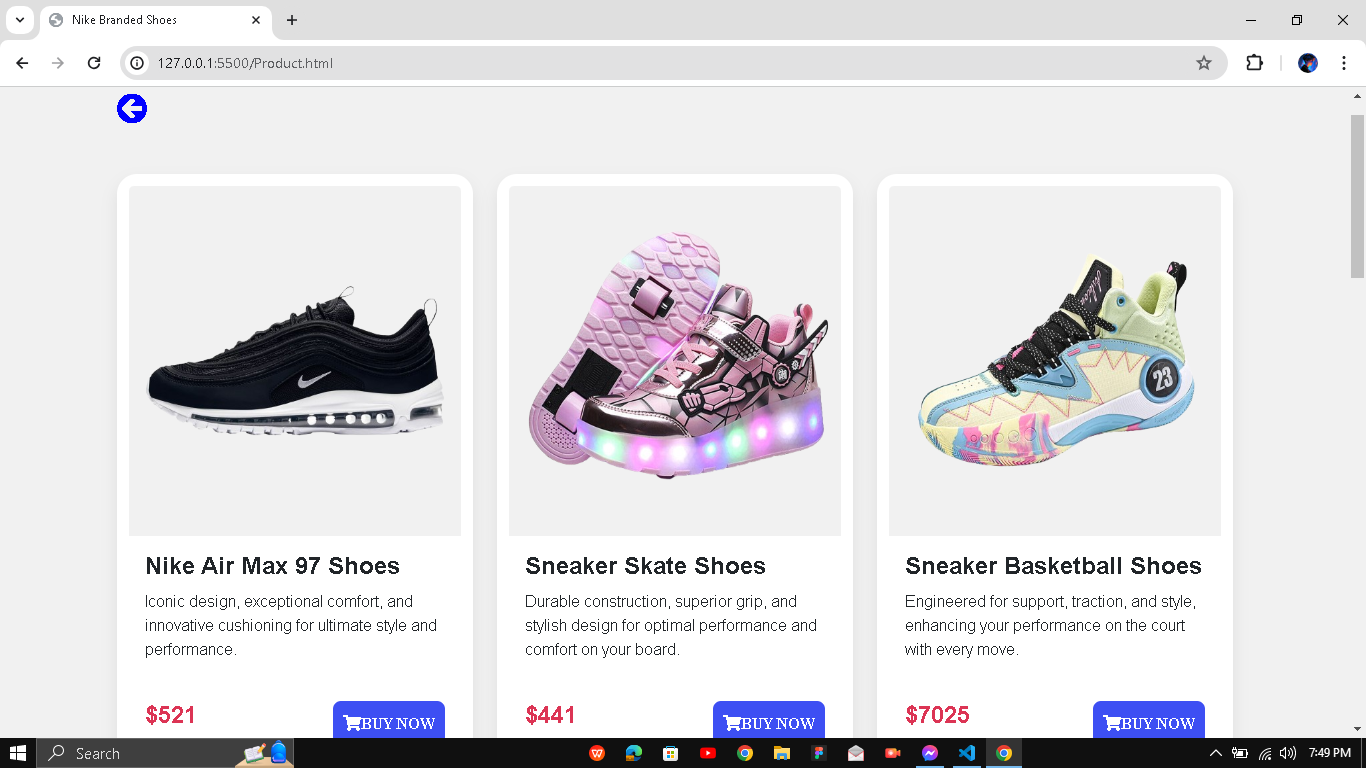 Nike Branded Shoes
127.0.0.1:5500/Product.html
23
Nike Air Max 97 Shoes
Iconic design, exceptional comfort, and
innovative cushioning for ultimate style and
performance.
$521
BUY NOW
Sneaker Skate Shoes
Durable construction, superior grip, and
stylish design for optimal performance and
comfort on your board.
$441
BUY NOW
Sneaker Basketball Shoes
Engineered for support, traction, and style,
enhancing your performance on the court
with every move.
$7025
BUY NOW
Search
7:49 PM